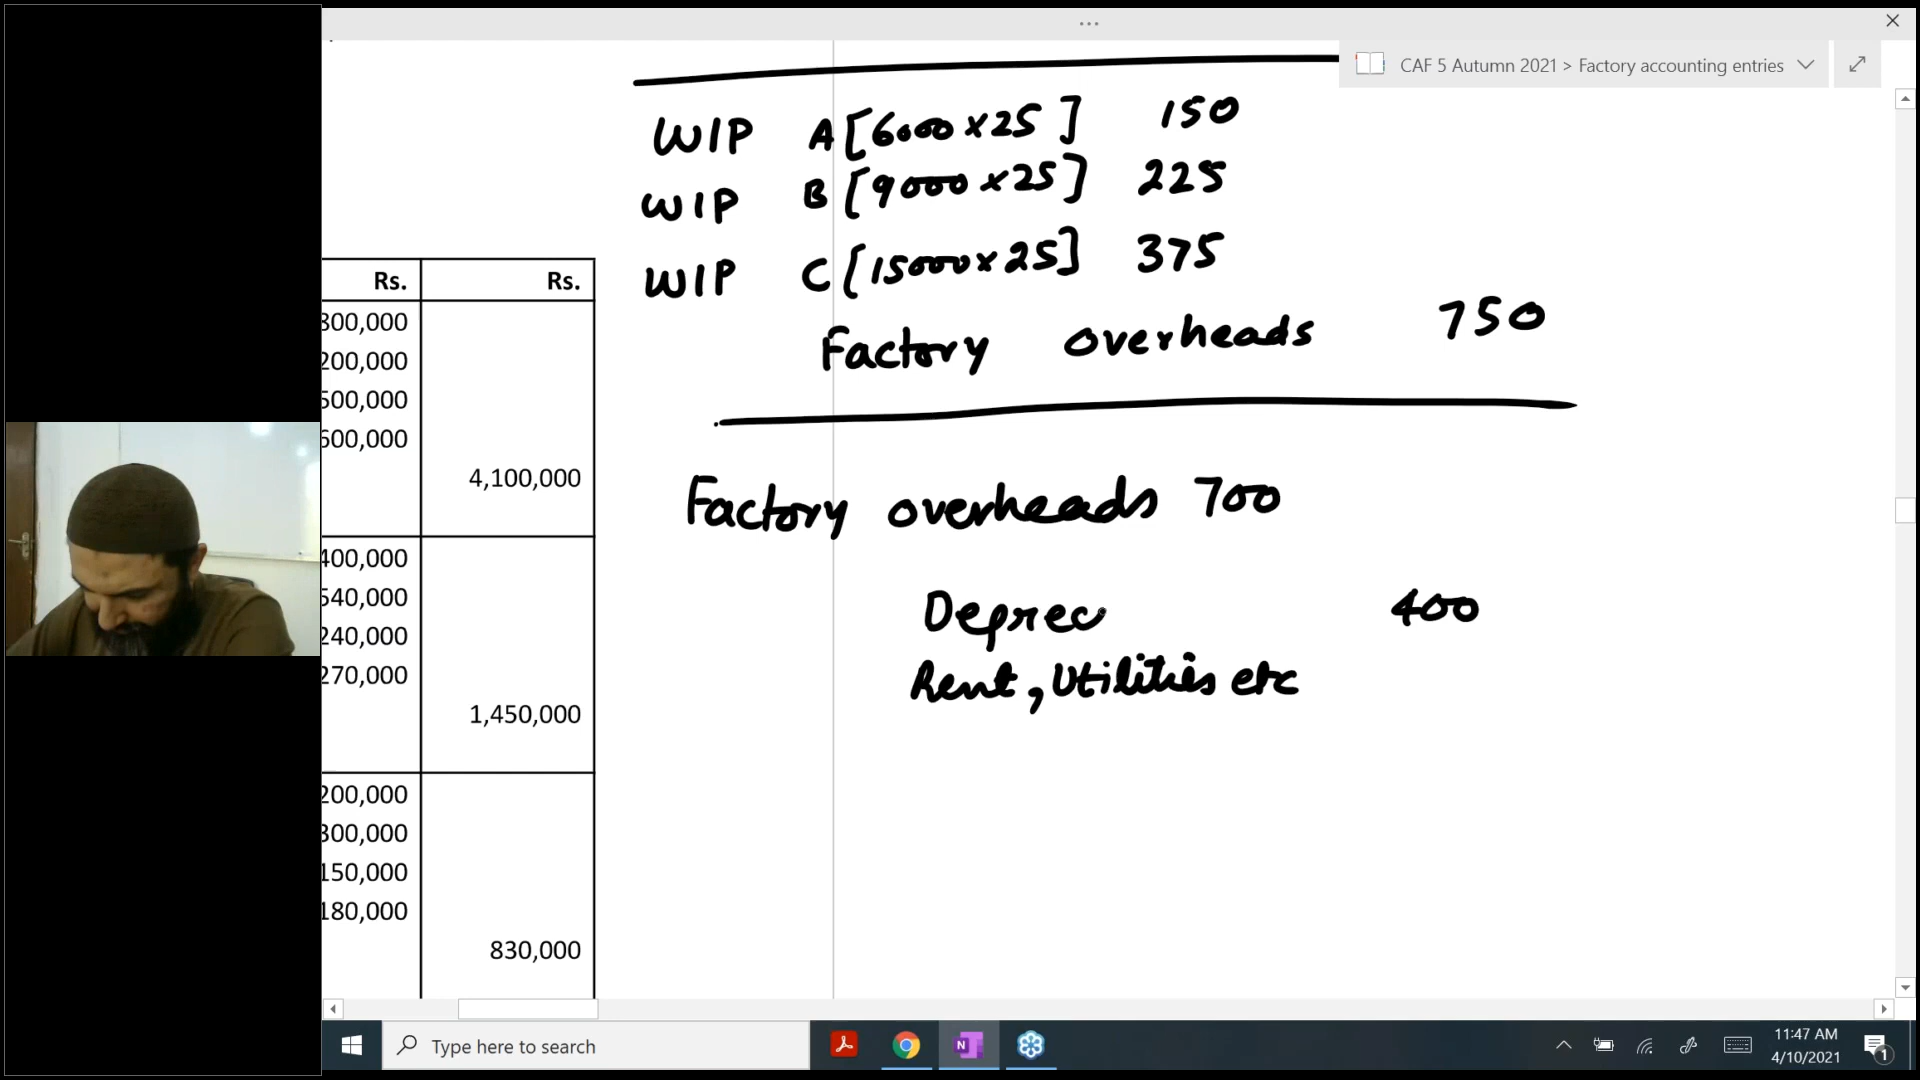 CAF 5 Autumn 2021 > Factory accounting entries
WIP A [6000 x 25] 150
WIP B [9000 x 25] 225
WIP C [15000 x 25] 375
Factory overheads 750
Factory overheads 700
Deprec 400
Rent, Utilities etc
Rs. Rs.
300,000
200,000
500,000
600,000
4,100,000
400,000
540,000
240,000
270,000
1,450,000
200,000
300,000
150,000
180,000
830,000
Type here to search
11:47 AM
4/10/2021
1